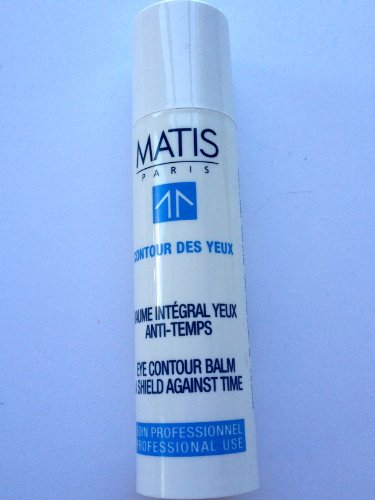 MATIS
PARIS
CONTOUR DES YEUX
BAUME INTÉGRAL YEUX
ANTI-TEMPS
EYE CONTOUR BALM
A SHIELD AGAINST TIME
SOIN PROFESSIONNEL
PROFESSIONAL USE